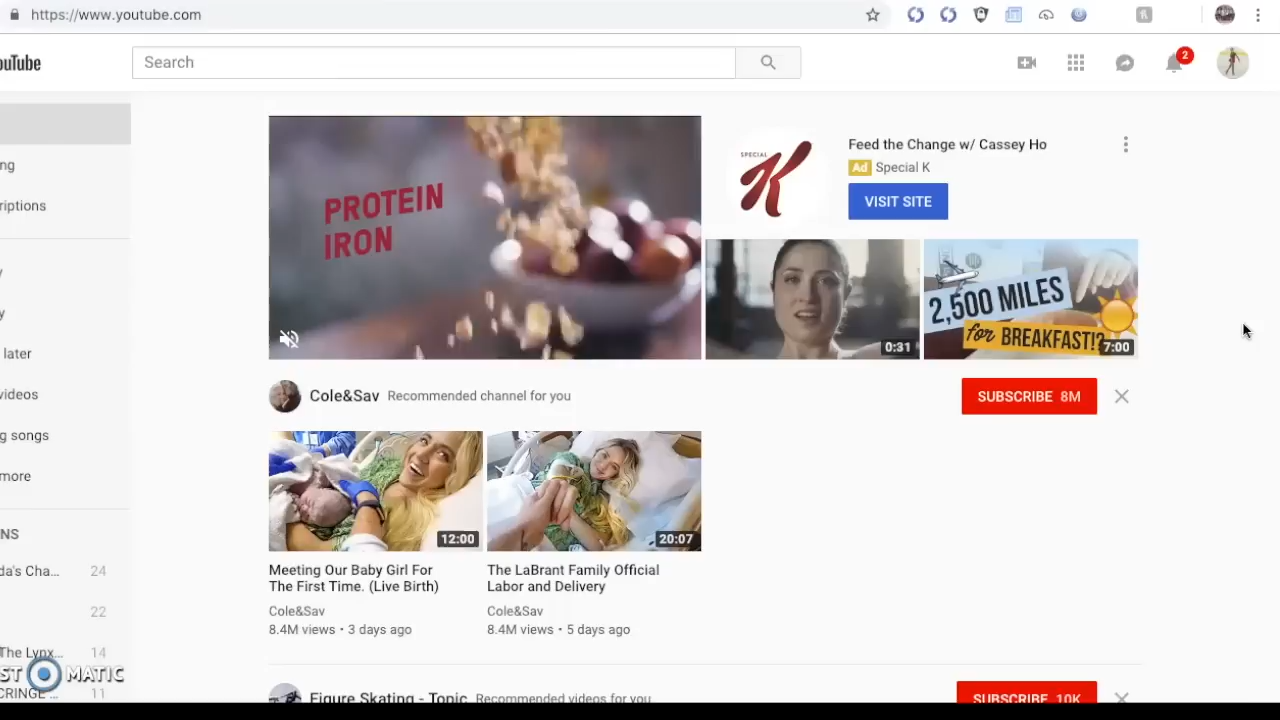 https://www.youtube.com
ouTube
Search
2
ng
riptions
y
y
later
videos
g songs
more
NS
da's Cha... 24
22
The Lynx... 14
CRINGE ... 11
ST MATIC
PROTEIN
IRON
SPECIAL
K
Feed the Change w/ Cassey Ho
Ad Special K
VISIT SITE
0:31
2,500 MILES
for BREAKFAST!?
7:00
Cole&Sav Recommended channel for you
SUBSCRIBE 8M
12:00
20:07
Meeting Our Baby Girl For
The First Time. (Live Birth)
Cole&Sav
8.4M views • 3 days ago
The LaBrant Family Official
Labor and Delivery
Cole&Sav
8.4M views • 5 days ago
Figure Skating - Topic Recommended videos for you
SUBSCRIBE 10K